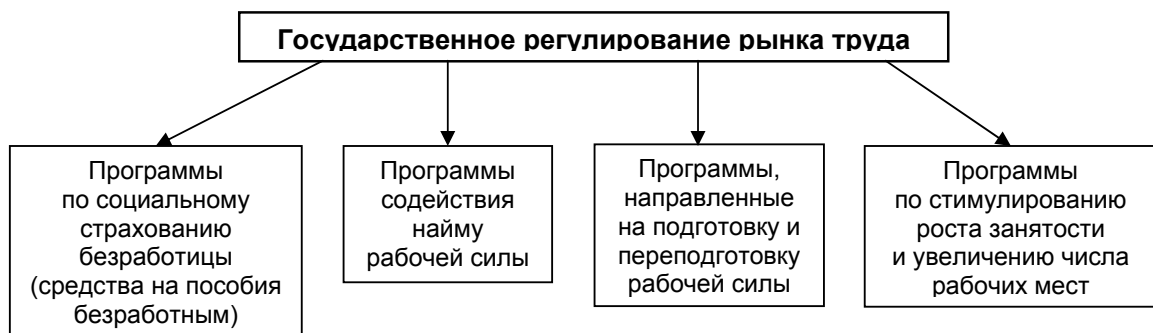 Государственное регулирование рынка труда
Программы
по социальному
страхованию
безработицы
(средства на пособия
безработным)
Программы
содействия
найму
рабочей силы
Программы,
направленные
на подготовку и
переподготовку
рабочей силы
Программы
по стимулированию
роста занятости
и увеличению числа
рабочих мест